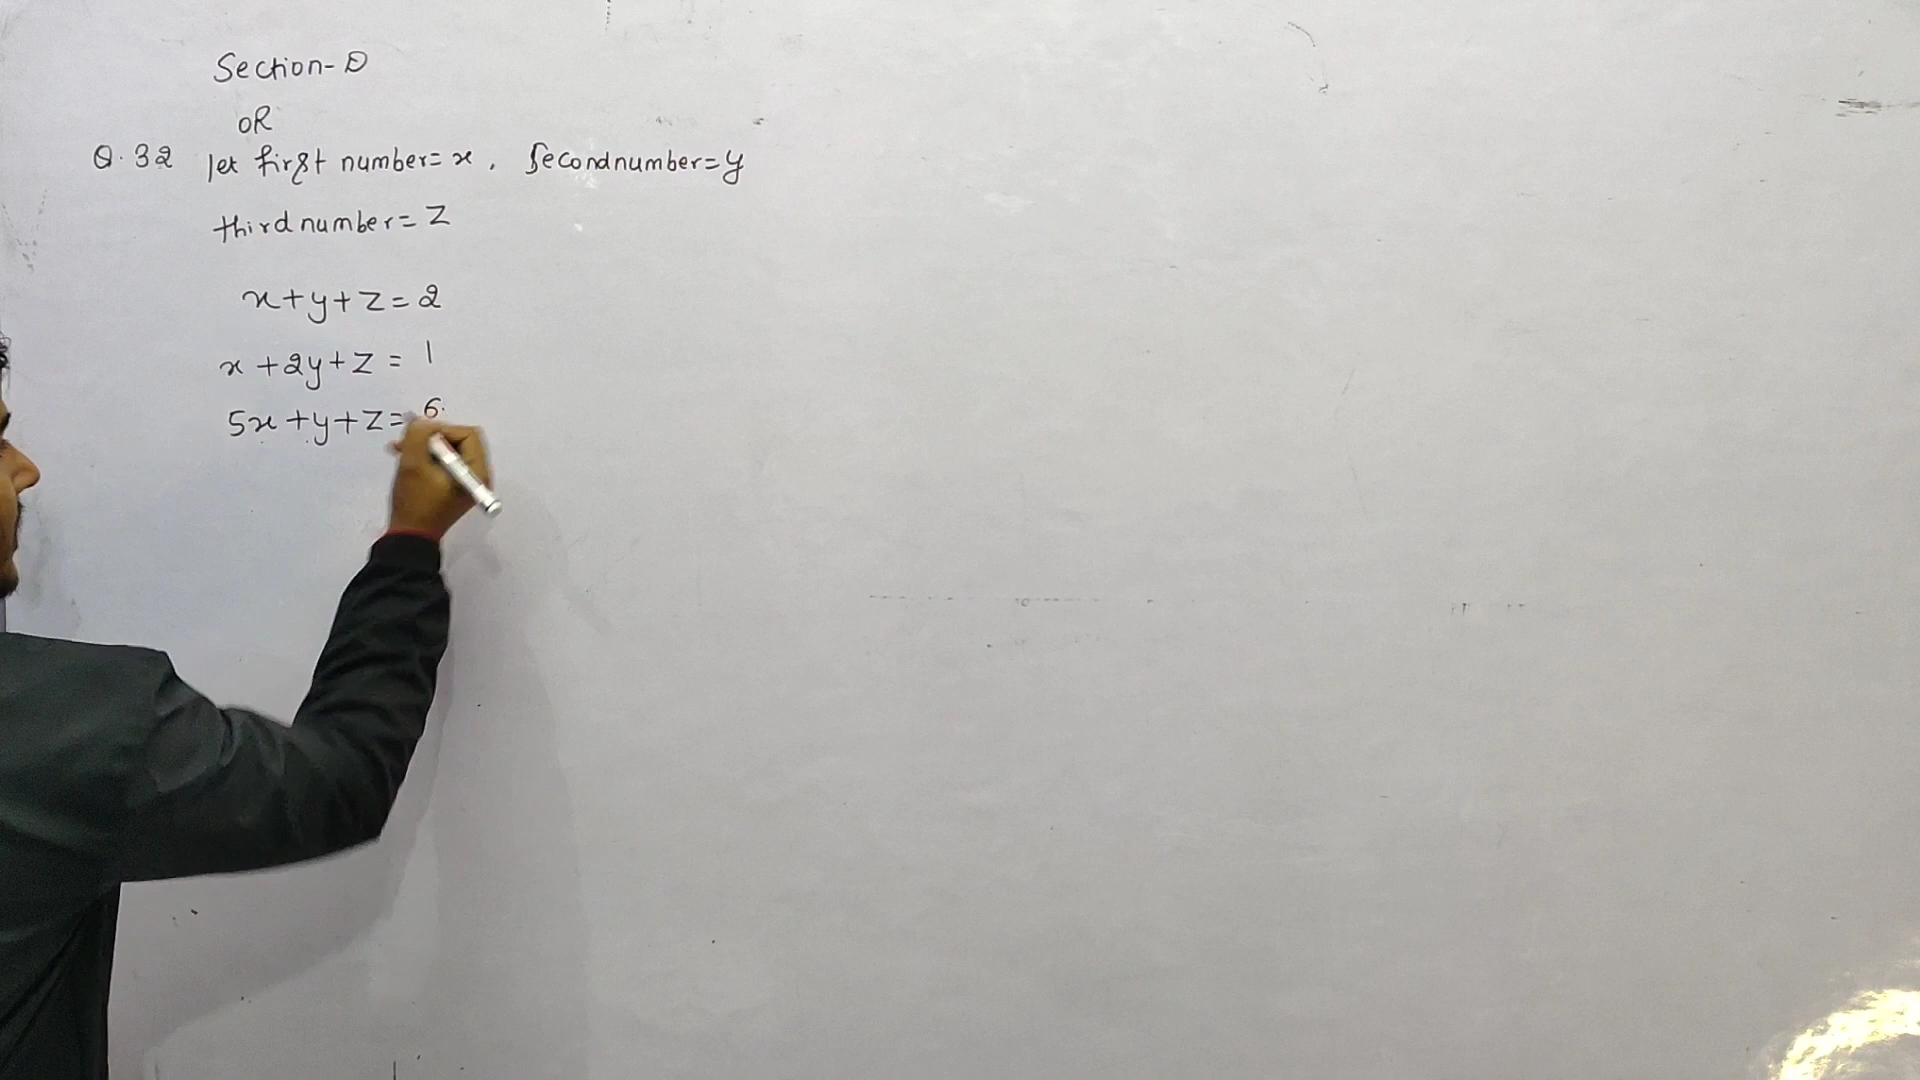 Section-D
OR
Q.32 let first number=x, Second number=y
third number=Z
x+y+z=2
x+2y+z=1
5x+y+z=6